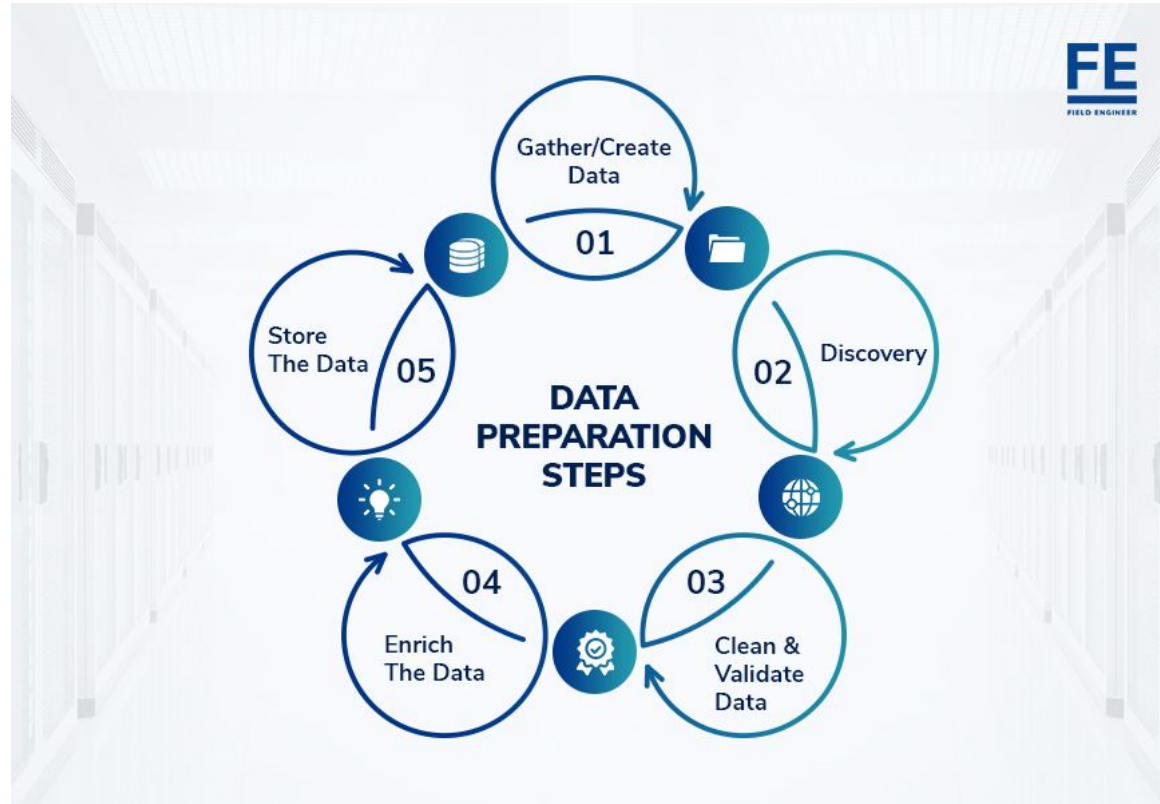 FE
FIELD ENGINEER
Gather/Create
Data
01
02
Discovery
03
Clean &
Validate
Data
04
Enrich
The Data
05
Store
The Data
DATA
PREPARATION
STEPS